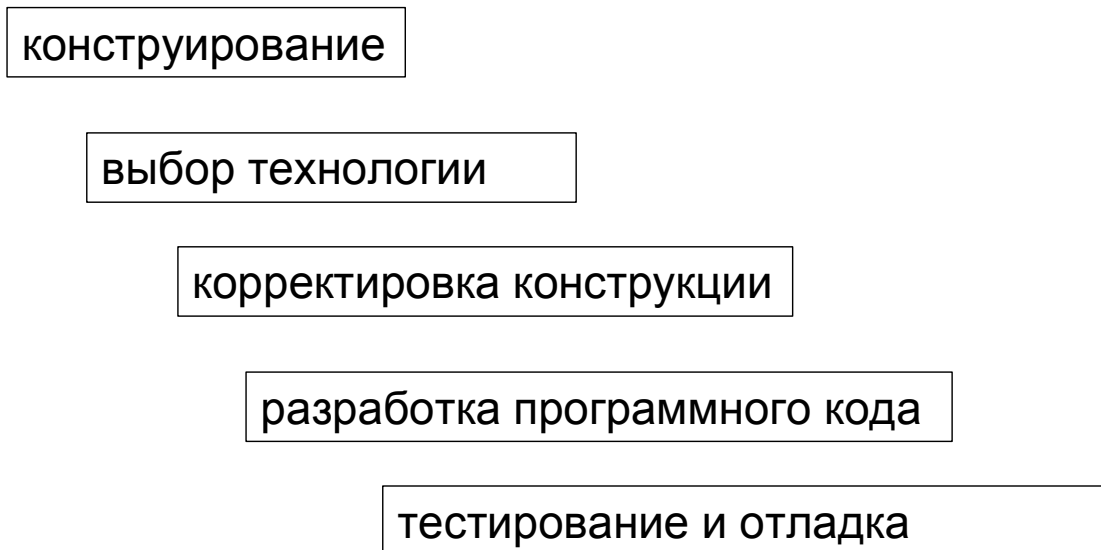 конструирование
выбор технологии
корректировка конструкции
разработка программного кода
тестирование и отладка